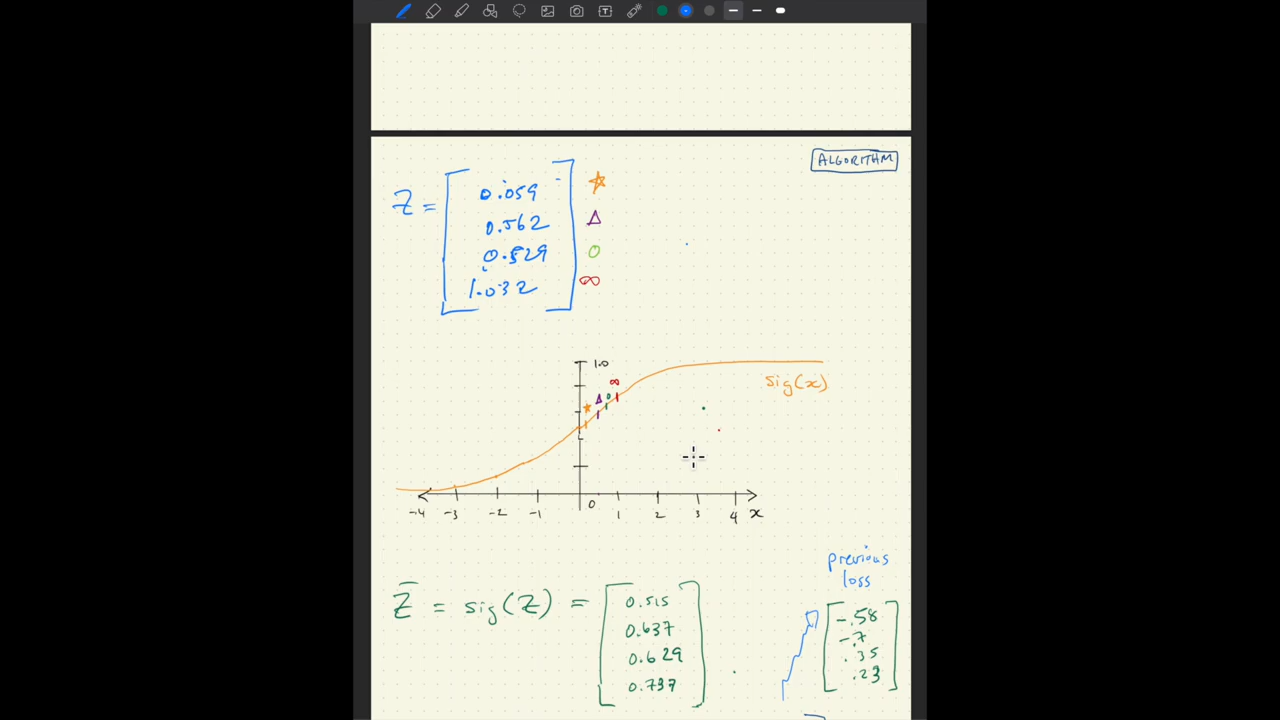 ALGORITHM
Z =
0.059
0.562
0.529
1.032
1.0
sig(x)
-4 -3 -2 -1 0 1 2 3 4 x
previous
loss
Z̄ = sig(Z) =
0.515
0.637
0.629
0.737
-.58
-.7
.35
.23